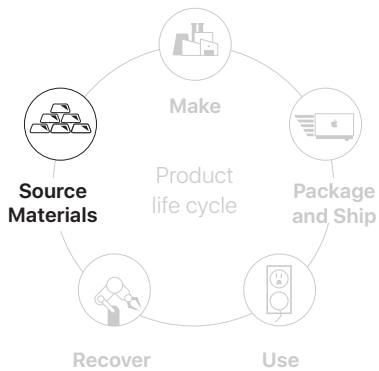 Make
Source
Materials
Product
life cycle
Package
and Ship
Recover
Use